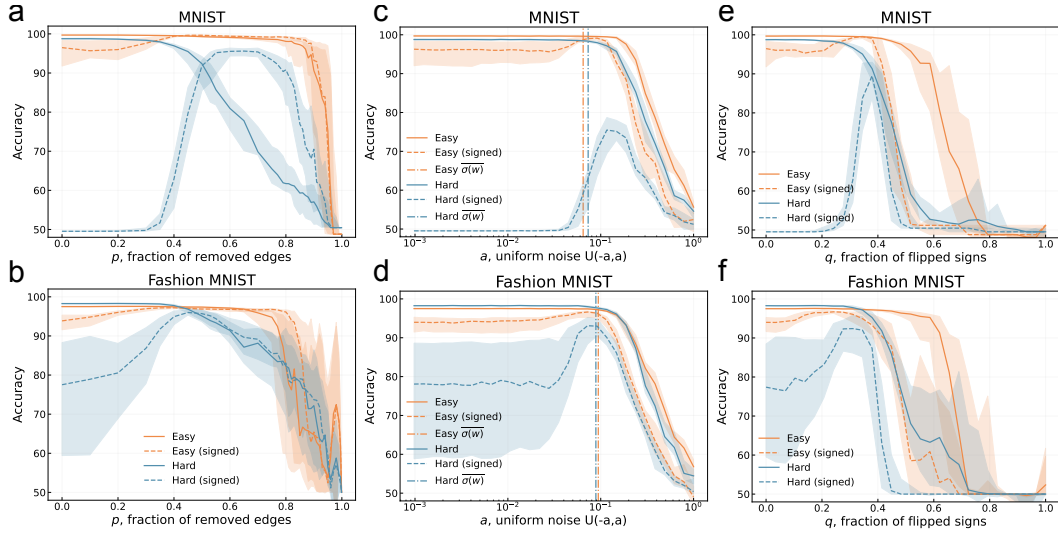 a
MNIST
Accuracy
100
90
80
70
60
50
0.0 0.2 0.4 0.6 0.8 1.0
p, fraction of removed edges
c
MNIST
Accuracy
100
90
80
70
60
50
Easy
Easy (signed)
Easy σ(w)
Hard
Hard (signed)
Hard σ(w)
10⁻³ 10⁻² 10⁻¹ 10⁰
a, uniform noise U(-a,a)
e
MNIST
Accuracy
100
90
80
70
60
50
Easy
Easy (signed)
Hard
Hard (signed)
0.0 0.2 0.4 0.6 0.8 1.0
q, fraction of flipped signs
b
Fashion MNIST
Accuracy
100
90
80
70
60
50
Easy
Easy (signed)
Hard
Hard (signed)
0.0 0.2 0.4 0.6 0.8 1.0
p, fraction of removed edges
d
Fashion MNIST
Accuracy
100
90
80
70
60
50
Easy
Easy (signed)
Easy σ(w)
Hard
Hard (signed)
Hard σ(w)
10⁻³ 10⁻² 10⁻¹ 10⁰
a, uniform noise U(-a,a)
f
Fashion MNIST
Accuracy
100
90
80
70
60
50
Easy
Easy (signed)
Hard
Hard (signed)
0.0 0.2 0.4 0.6 0.8 1.0
q, fraction of flipped signs